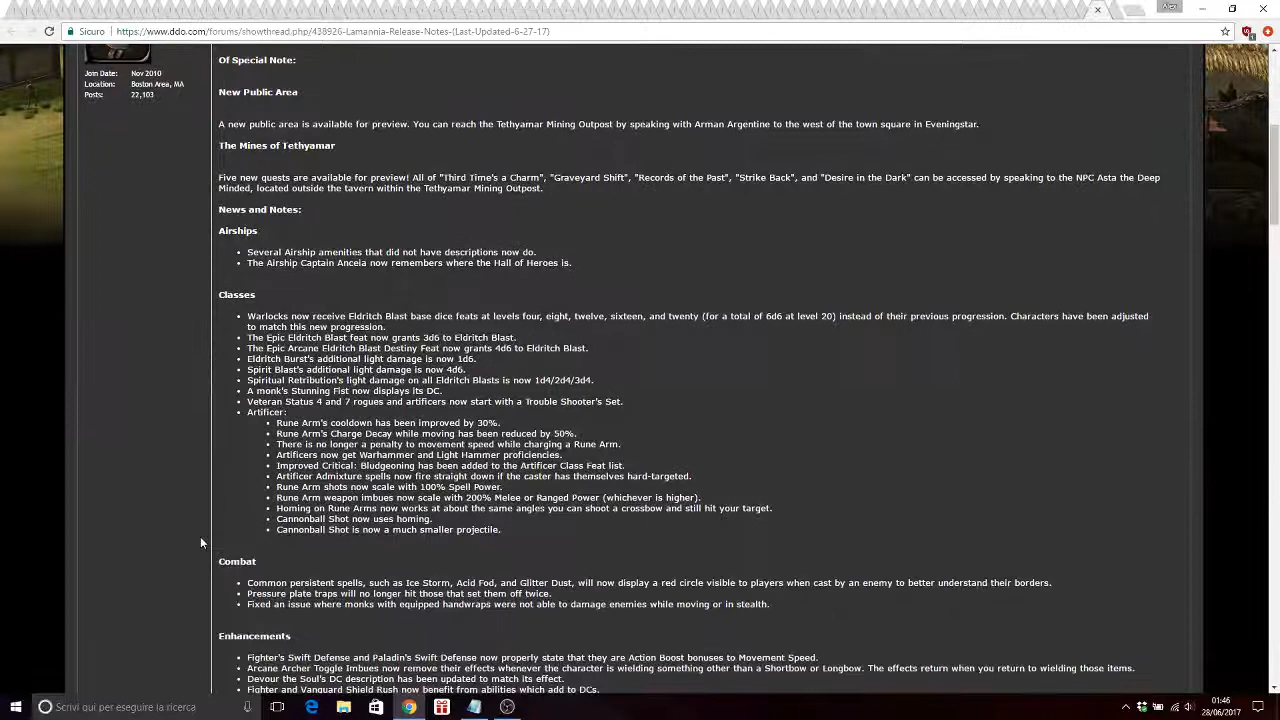 Alex
Sicuro
https://www.ddo.com/forums/showthread.php/438926-Lamannia-Release-Notes-(Last-Updated-6-27-17)
Join Date: Nov 2010
Location: Boston Area, MA
Posts: 22,103
Of Special Note:
New Public Area
A new public area is available for preview. You can reach the Tethyamar Mining Outpost by speaking with Arman Argentine to the west of the town square in Eveningstar.
The Mines of Tethyamar
Five new quests are available for preview! All of "Third Time's a Charm", "Graveyard Shift", "Records of the Past", "Strike Back", and "Desire in the Dark" can be accessed by speaking to the NPC Asta the Deep
Minded, located outside the tavern within the Tethyamar Mining Outpost.
News and Notes:
Airships
• Several Airship amenities that did not have descriptions now do.
• The Airship Captain Anceia now remembers where the Hall of Heroes is.
Classes
• Warlocks now receive Eldritch Blast base dice feats at levels four, eight, twelve, sixteen, and twenty (for a total of 6d6 at level 20) instead of their previous progression. Characters have been adjusted
to match this new progression.
• The Epic Eldritch Blast feat now grants 3d6 to Eldritch Blast.
• The Epic Arcane Eldritch Blast Destiny Feat now grants 4d6 to Eldritch Blast.
• Eldritch Burst's additional light damage is now 1d6.
• Spirit Blast's additional light damage is now 4d6.
• Spiritual Retribution's light damage on all Eldritch Blasts is now 1d4/2d4/3d4.
• A monk's Stunning Fist now displays its DC.
• Veteran Status 4 and 7 rogues and artificers now start with a Trouble Shooter's Set.
• Artificer:
• Rune Arm's cooldown has been improved by 30%.
• Rune Arm's Charge Decay while moving has been reduced by 50%.
• There is no longer a penalty to movement speed while charging a Rune Arm.
• Artificers now get Warhammer and Light Hammer proficiencies.
• Improved Critical: Bludgeoning has been added to the Artificer Class Feat list.
• Artificer Admixture spells now fire straight down if the caster has themselves hard-targeted.
• Rune Arm shots now scale with 100% Spell Power.
• Rune Arm weapon imbues now scale with 200% Melee or Ranged Power (whichever is higher).
• Homing on Rune Arms now works at about the same angles you can shoot a crossbow and still hit your target.
• Cannonball Shot now uses homing.
• Cannonball Shot is now a much smaller projectile.
Combat
• Common persistent spells, such as Ice Storm, Acid Fod, and Glitter Dust, will now display a red circle visible to players when cast by an enemy to better understand their borders.
• Pressure plate traps will no longer hit those that set them off twice.
• Fixed an issue where monks with equipped handwraps were not able to damage enemies while moving or in stealth.
Enhancements
• Fighter's Swift Defense and Paladin's Swift Defense now properly state that they are Action Boost bonuses to Movement Speed.
• Arcane Archer Toggle Imbues now remove their effects whenever the character is wielding something other than a Shortbow or Longbow. The effects return when you return to wielding those items.
• Devour the Soul's DC description has been updated to match its effect.
• Fighter and Vanguard Shield Rush now benefit from abilities which add to DCs.
Scrivi qui per eseguire la ricerca
01:46
28/06/2017